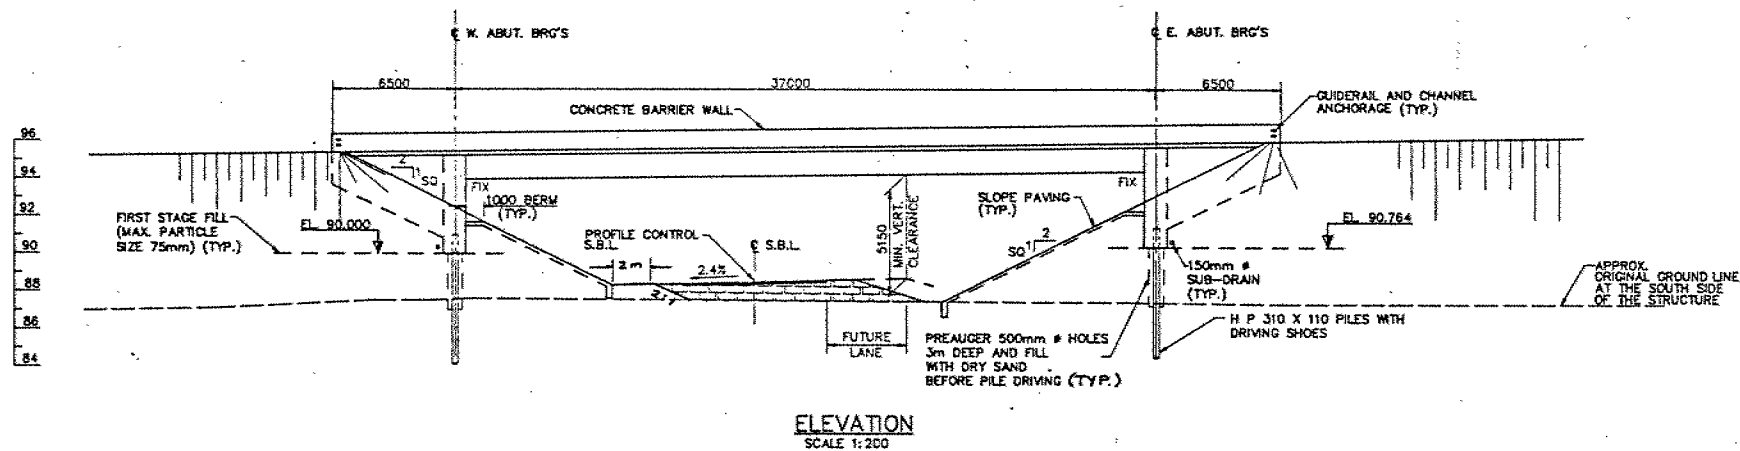 ℄ W. ABUT. BRG'S
℄ E. ABUT. BRG'S
6500
37000
6500
CONCRETE BARRIER WALL
GUIDERAIL AND CHANNEL
ANCHORAGE (TYP.)
96
94
92
90
88
86
84
2
1
SQ
FIX
1000 BERM
(TYP.)
FIRST STAGE FILL
(MAX. PARTICLE
SIZE 75mm) (TYP.)
EL. 90.000
PROFILE CONTROL
S.B.L.
℄ S.B.L.
2m
2.4%
2:1
5150
MIN. VERT.
CLEARANCE
SLOPE PAVING
(TYP.)
FIX
SQ
1
2
EL. 90.764
150mm ø
SUB-DRAIN
(TYP.)
APPROX.
ORIGINAL GROUND LINE
AT THE SOUTH SIDE
OF THE STRUCTURE
FUTURE
LANE
PREAUGER 500mm ø HOLES
3m DEEP AND FILL
WITH DRY SAND
BEFORE PILE DRIVING (TYP.)
H P 310 X 110 PILES WITH
DRIVING SHOES
ELEVATION
SCALE 1:200